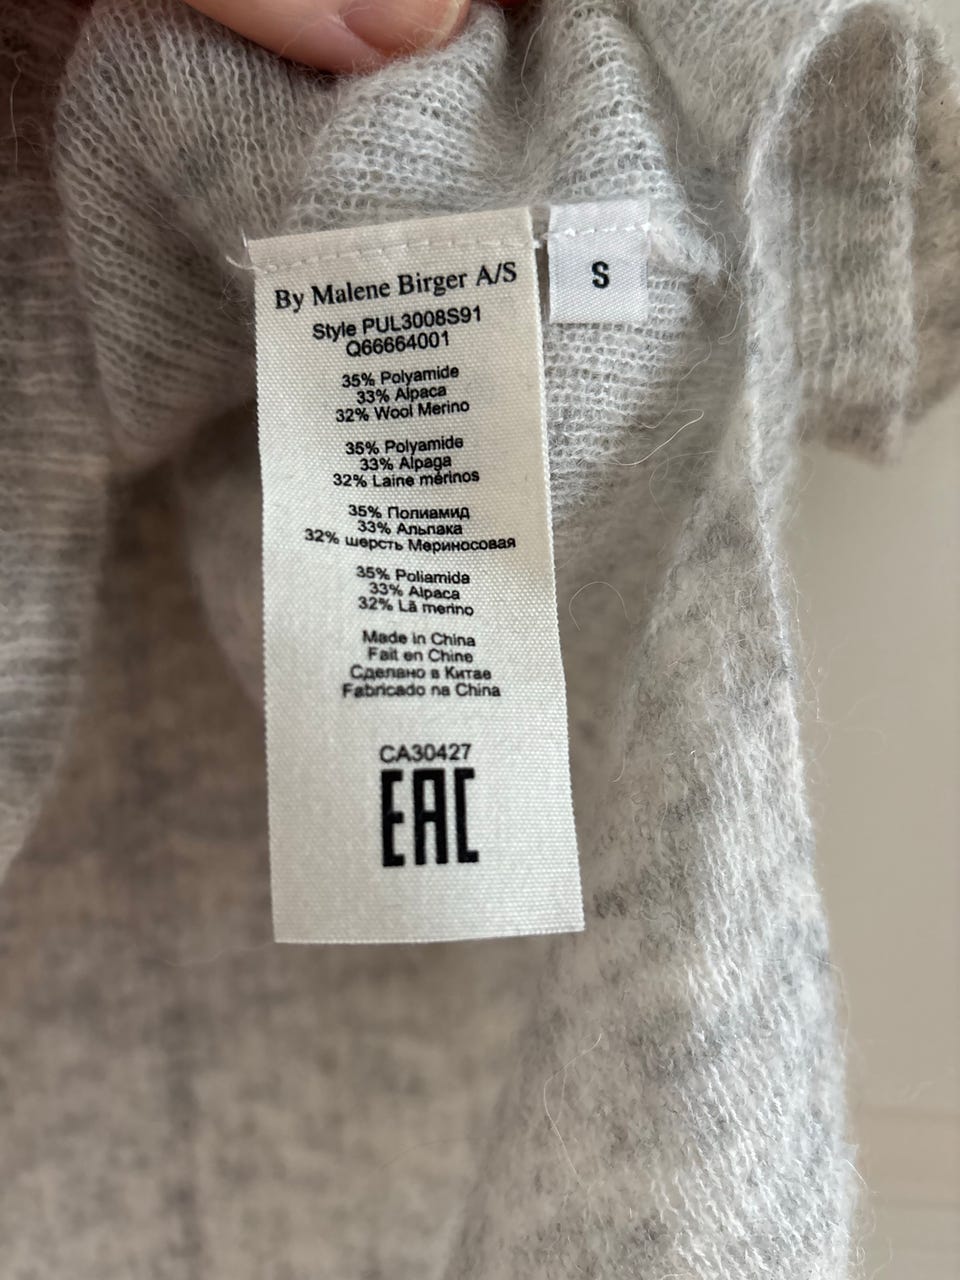 By Malene Birger A/S
Style PUL3008S91
Q66664001
35% Polyamide
33% Alpaca
32% Wool Merino
35% Polyamide
33% Alpaga
32% Laine mérinos
35% Полиамид
33% Альпака
32% шерсть Мериносовая
35% Poliamida
33% Alpaca
32% Lã merino
Made in China
Fait en Chine
Сделано в Китае
Fabricado na China
CA30427
EAC
S